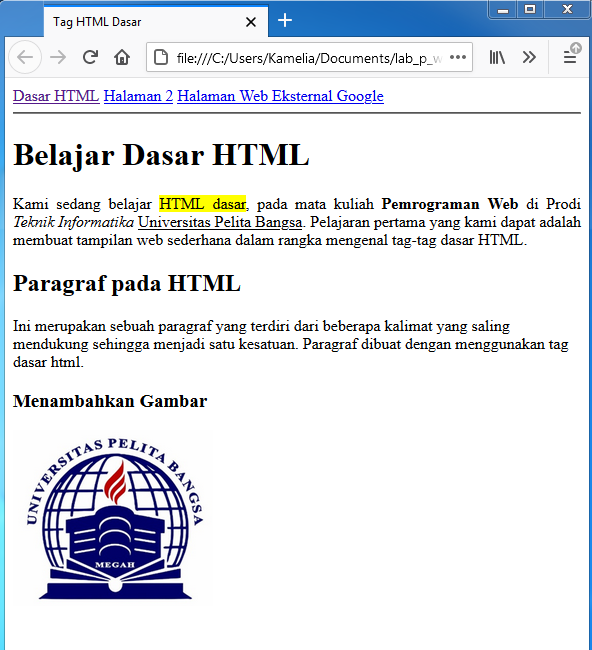 Tag HTML Dasar
file:///C:/Users/Kamelia/Documents/lab_p_w
Dasar HTML Halaman 2 Halaman Web Eksternal Google
Belajar Dasar HTML
Kami sedang belajar HTML dasar, pada mata kuliah Pemrograman Web di Prodi
Teknik Informatika Universitas Pelita Bangsa. Pelajaran pertama yang kami dapat adalah
membuat tampilan web sederhana dalam rangka mengenal tag-tag dasar HTML.
Paragraf pada HTML
Ini merupakan sebuah paragraf yang terdiri dari beberapa kalimat yang saling
mendukung sehingga menjadi satu kesatuan. Paragraf dibuat dengan menggunakan tag
dasar html.
Menambahkan Gambar
UNIVERSITAS PELITA BANGSA
MEGAH